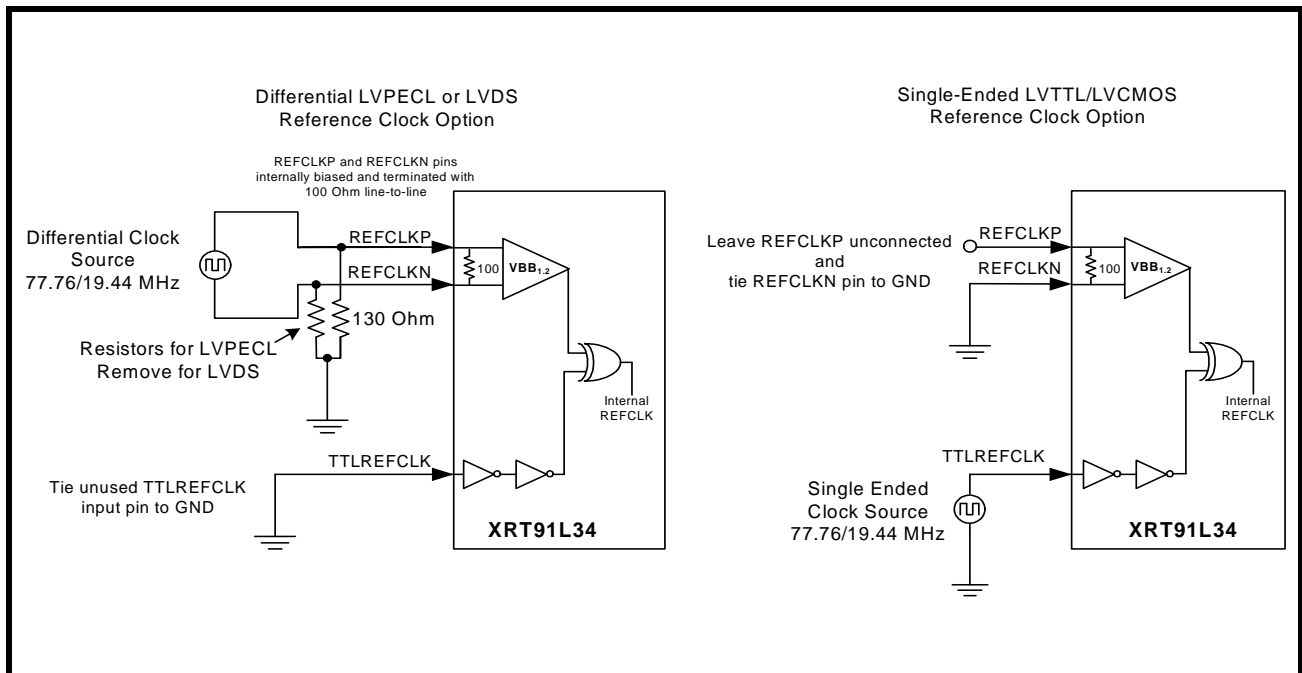 Differential LVPECL or LVDS
Reference Clock Option
REFCLKP and REFCLKN pins
internally biased and terminated with
100 Ohm line-to-line
Differential Clock
Source
77.76/19.44 MHz
REFCLKP
REFCLKN
100
VBB1.2
130 Ohm
Resistors for LVPECL
Remove for LVDS
Internal
REFCLK
TTLREFCLK
Tie unused TTLREFCLK
input pin to GND
XRT91L34
Single-Ended LVTTL/LVCMOS
Reference Clock Option
Leave REFCLKP unconnected
and
tie REFCLKN pin to GND
REFCLKP
REFCLKN
100
VBB1.2
Internal
REFCLK
TTLREFCLK
Single Ended
Clock Source
77.76/19.44 MHz
XRT91L34